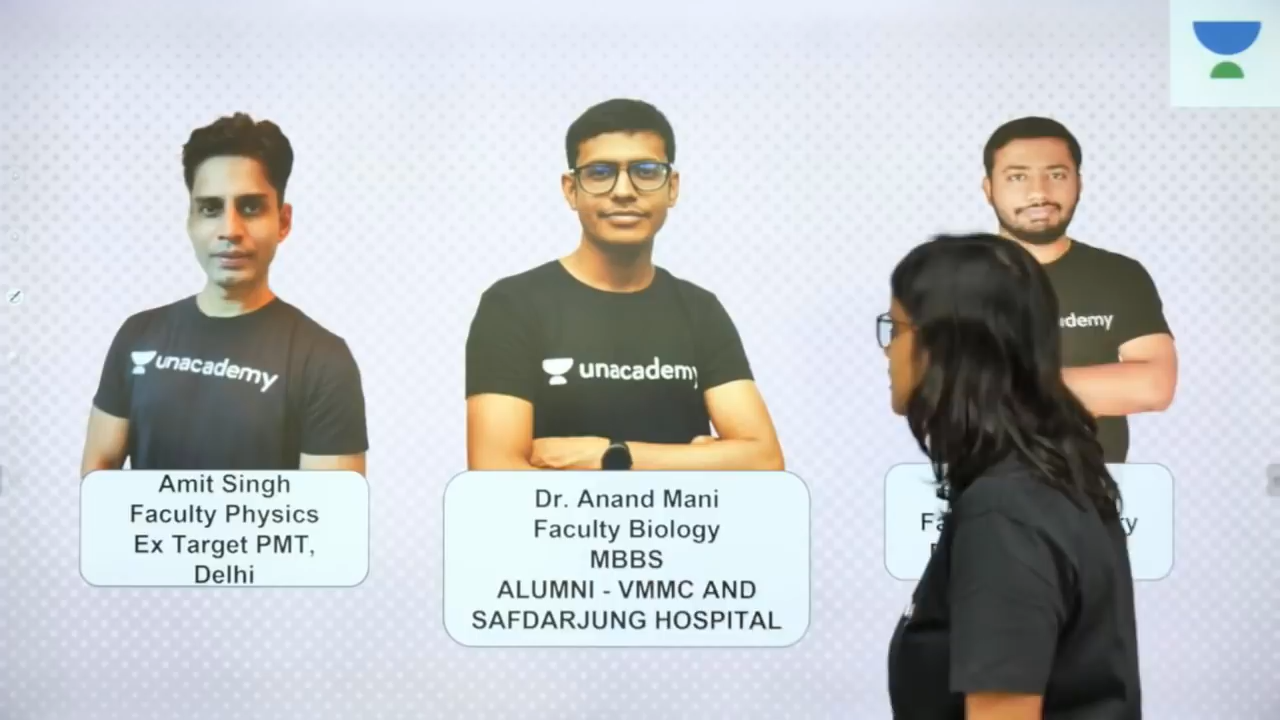 unacademy
unacademy
demy
Amit Singh
Faculty Physics
Ex Target PMT,
Delhi
Dr. Anand Mani
Faculty Biology
MBBS
ALUMNI - VMMC AND
SAFDARJUNG HOSPITAL